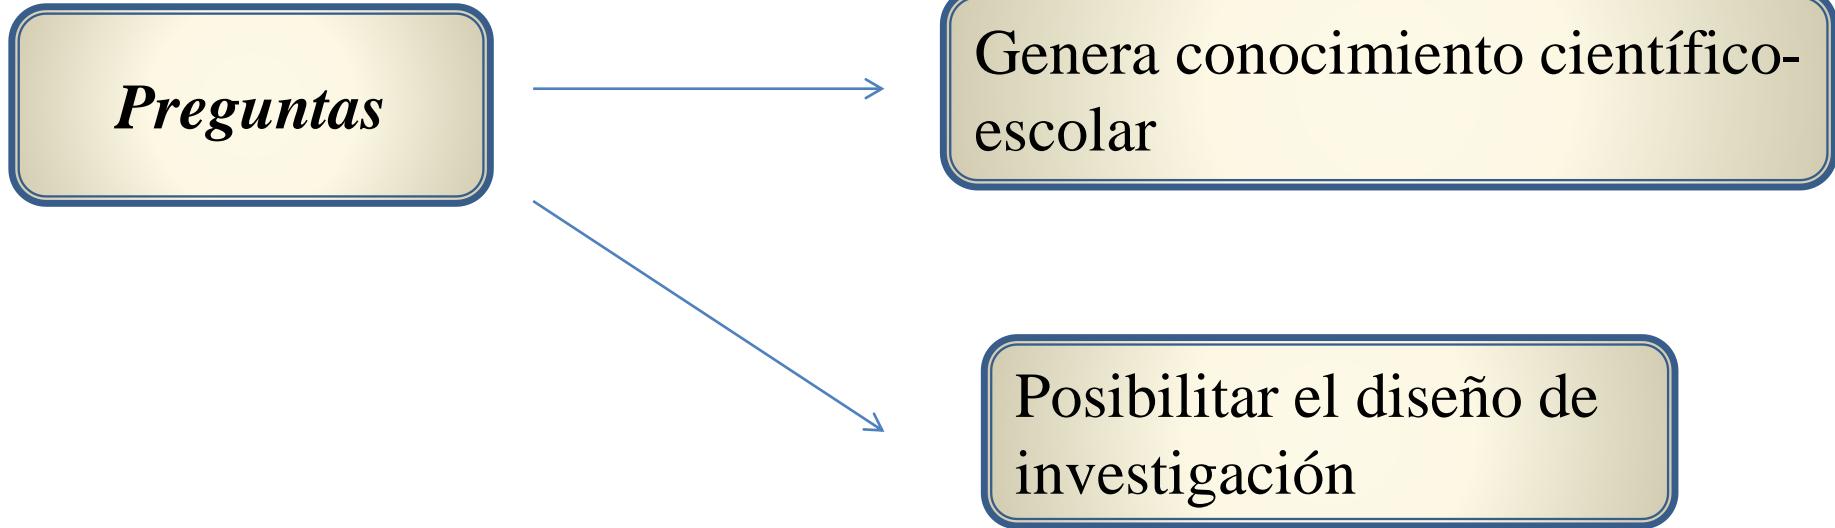 Preguntas
Genera conocimiento científico-
escolar
Posibilitar el diseño de
investigación